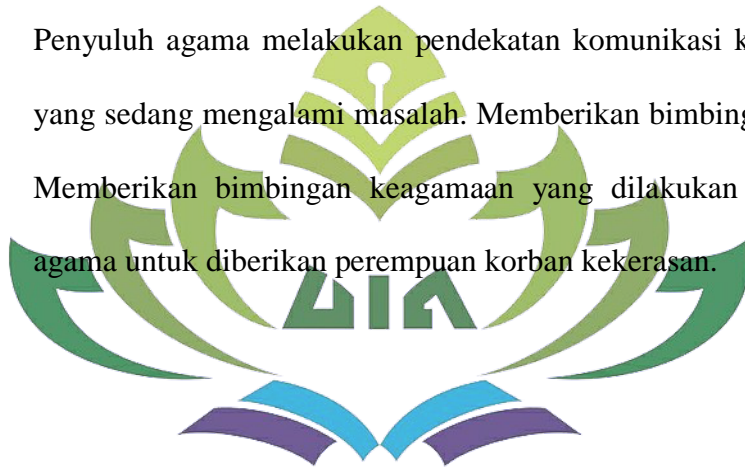 Penyuluh agama melakukan pendekatan komunikasi
yang sedang mengalami masalah. Memberikan
Memberikan bimbingan keagamaan yang dilakukan
agama untuk diberikan perempuan korban kekerasan.
UIN